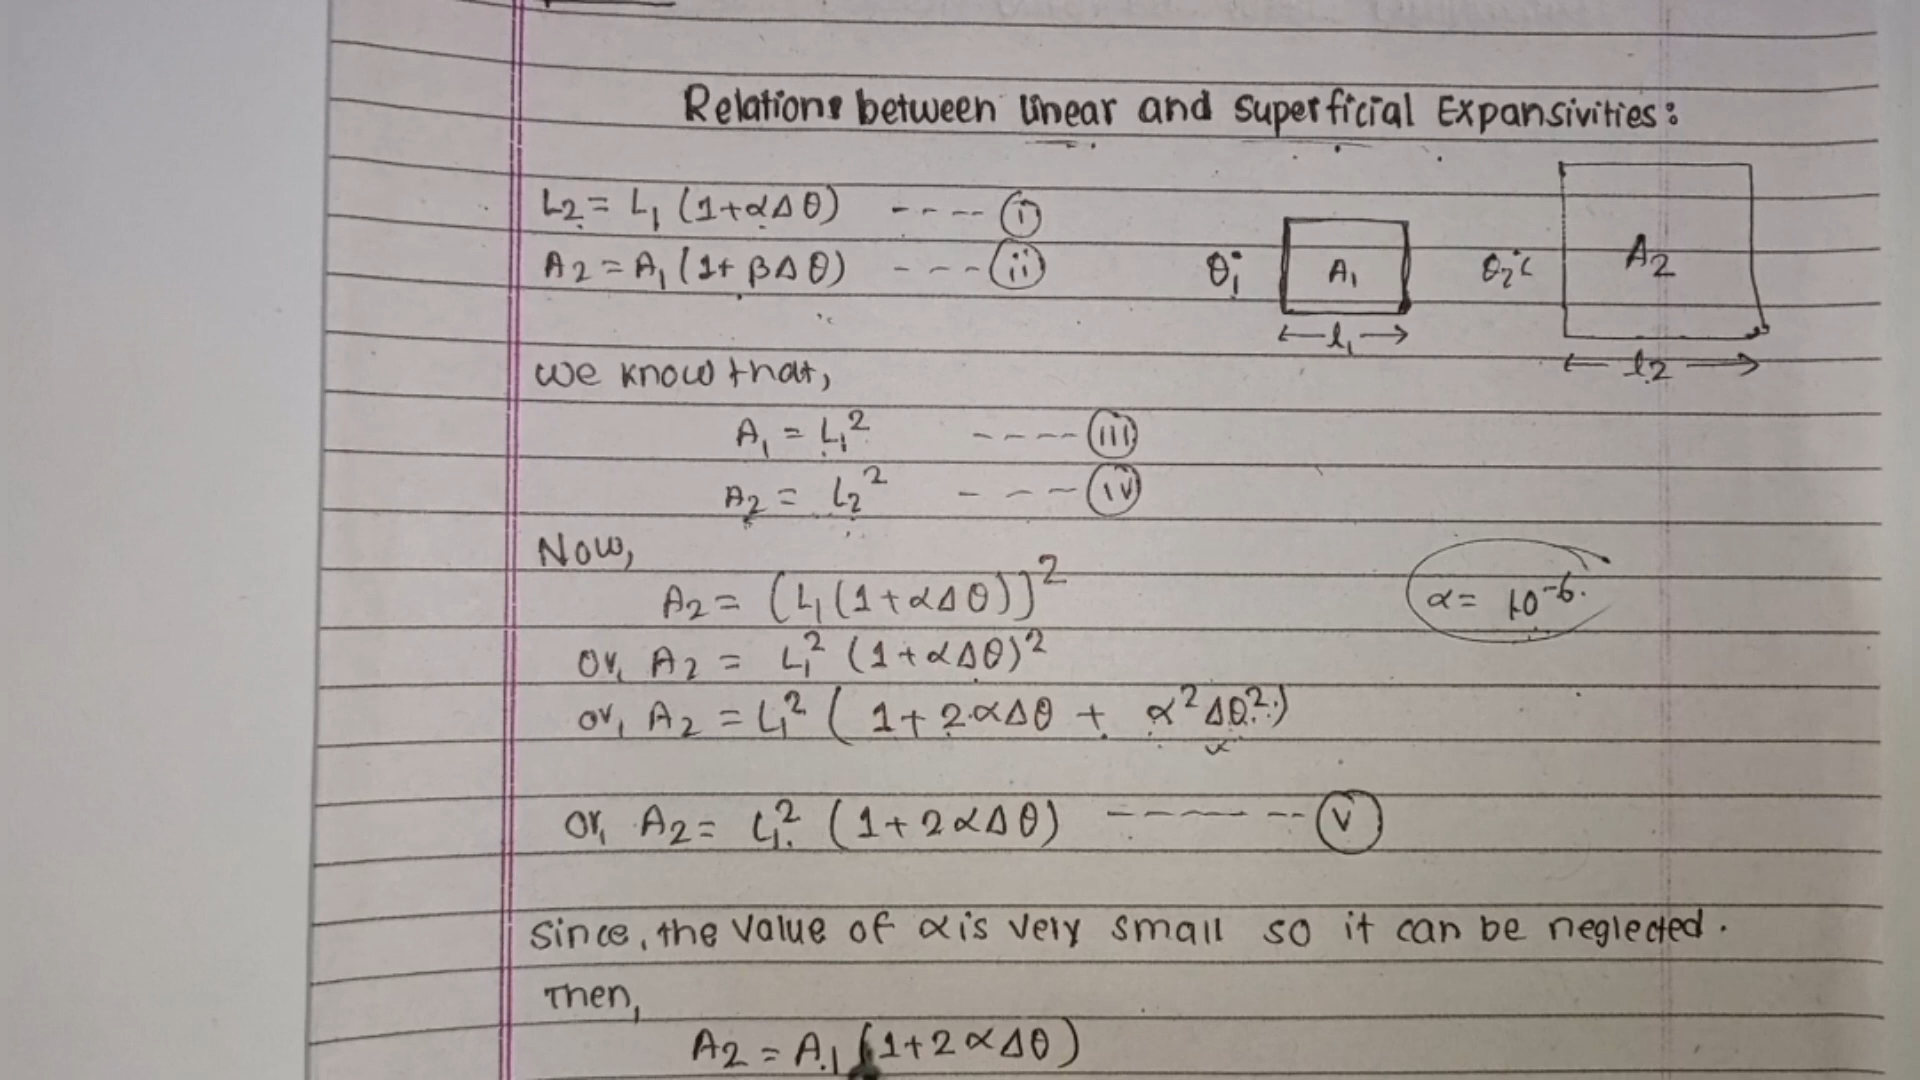 Relations between Linear and Superficial Expansivities:
L₂ = L₁ (1+αΔθ) ---- (i)
A₂ = A₁ (1+ βΔθ) --- (ii)
θ₁° A₁ θ₂°c A₂
l₁ l₂
we know that,
A₁ = L₁² ---- (iii)
A₂ = L₂² - --- (iv)
Now,
A₂ = (L₁ (1+αΔθ)]²
α = 10⁻⁶.
or, A₂ = L₁² (1+αΔθ)²
or, A₂ = L₁² ( 1+ 2.αΔθ + α²Δθ².)
or, A₂ = L₁² (1+2αΔθ) ------- (v)
Since, the value of α is very small so it can be neglected.
Then,
A₂ = A₁ (1+2αΔθ)